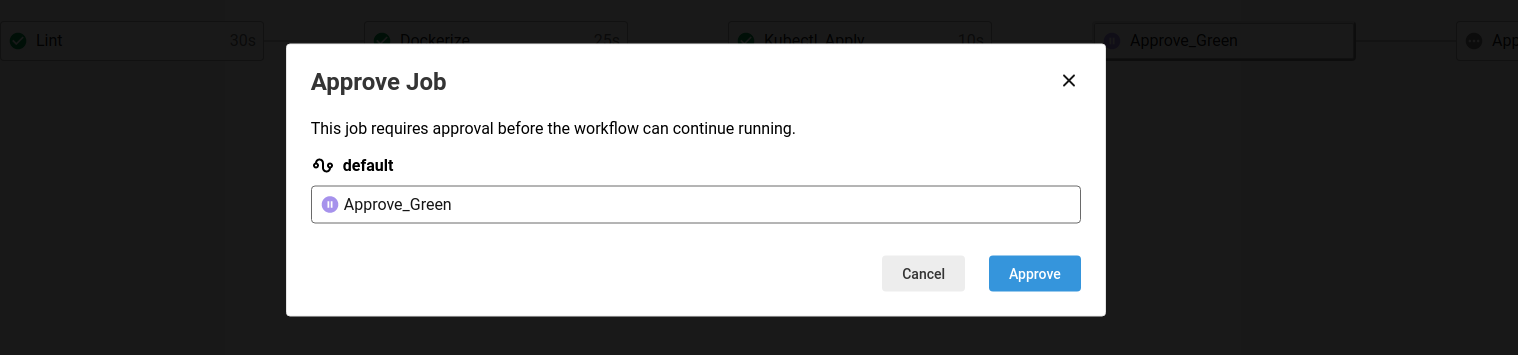 Lint 30s Dockerize 25s Kubectl_Apply 10s Approve_Green App
Approve Job
This job requires approval before the workflow can continue running.
default
Approve_Green
Cancel Approve